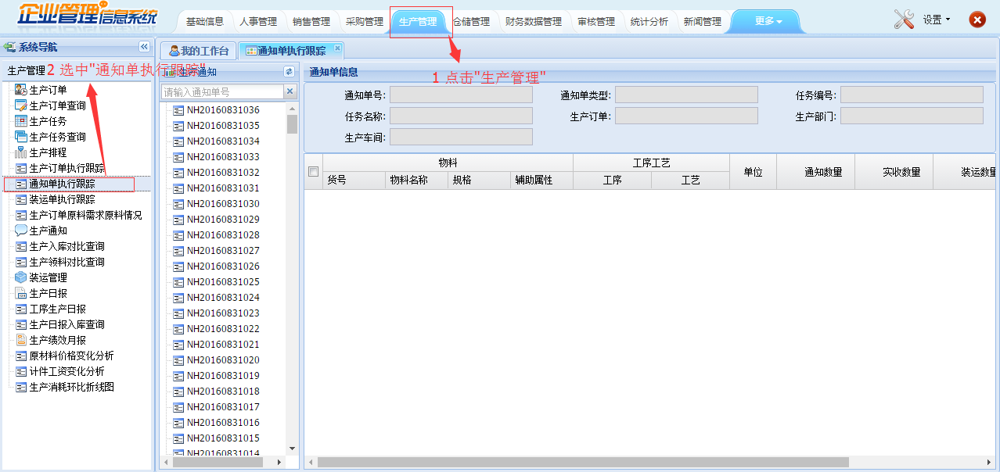 企业管理信息系统
基础信息 人事管理 销售管理 采购管理 生产管理 仓储管理 财务数据管理 审核管理 统计分析 新闻管理 更多 设置
系统导航
生产管理
2 选中"通知单执行跟踪"
生产订单
生产订单查询
生产任务
生产任务查询
生产排程
生产订单执行跟踪
通知单执行跟踪
装运单执行跟踪
生产订单原料需求原料情况
生产通知
生产入库对比查询
生产领料对比查询
装运管理
生产日报
工序生产日报
生产日报入库查询
生产绩效月报
原材料价格变化分析
计件工资变化分析
生产消耗环比折线图
我的工作台 通知单执行跟踪
生产通知
请输入通知单号
NH20160831036
NH20160831035
NH20160831034
NH20160831033
NH20160831032
NH20160831031
NH20160831030
NH20160831029
NH20160831028
NH20160831027
NH20160831026
NH20160831025
NH20160831024
NH20160831023
NH20160831022
NH20160831021
NH20160831020
NH20160831019
NH20160831018
NH20160831017
NH20160831016
NH20160831015
NH20160831014
通知单信息
1 点击"生产管理"
通知单号: 通知单类型: 任务编号:
任务名称: 生产订单: 生产部门:
生产车间:
物料 工序工艺 单位 通知数量 实收数量 装运数量
货号 物料名称 规格 辅助属性 工序 工艺